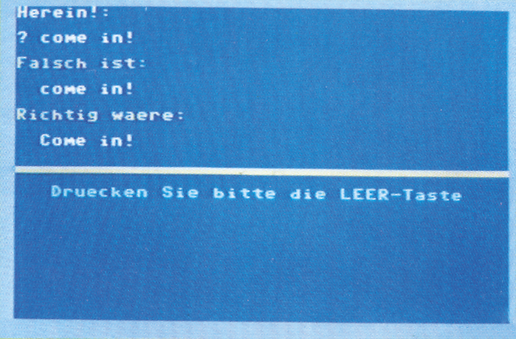 Herein!:
? come in!
Falsch ist:
come in!
Richtig waere:
Come in!
Druecken Sie bitte die LEER-Taste